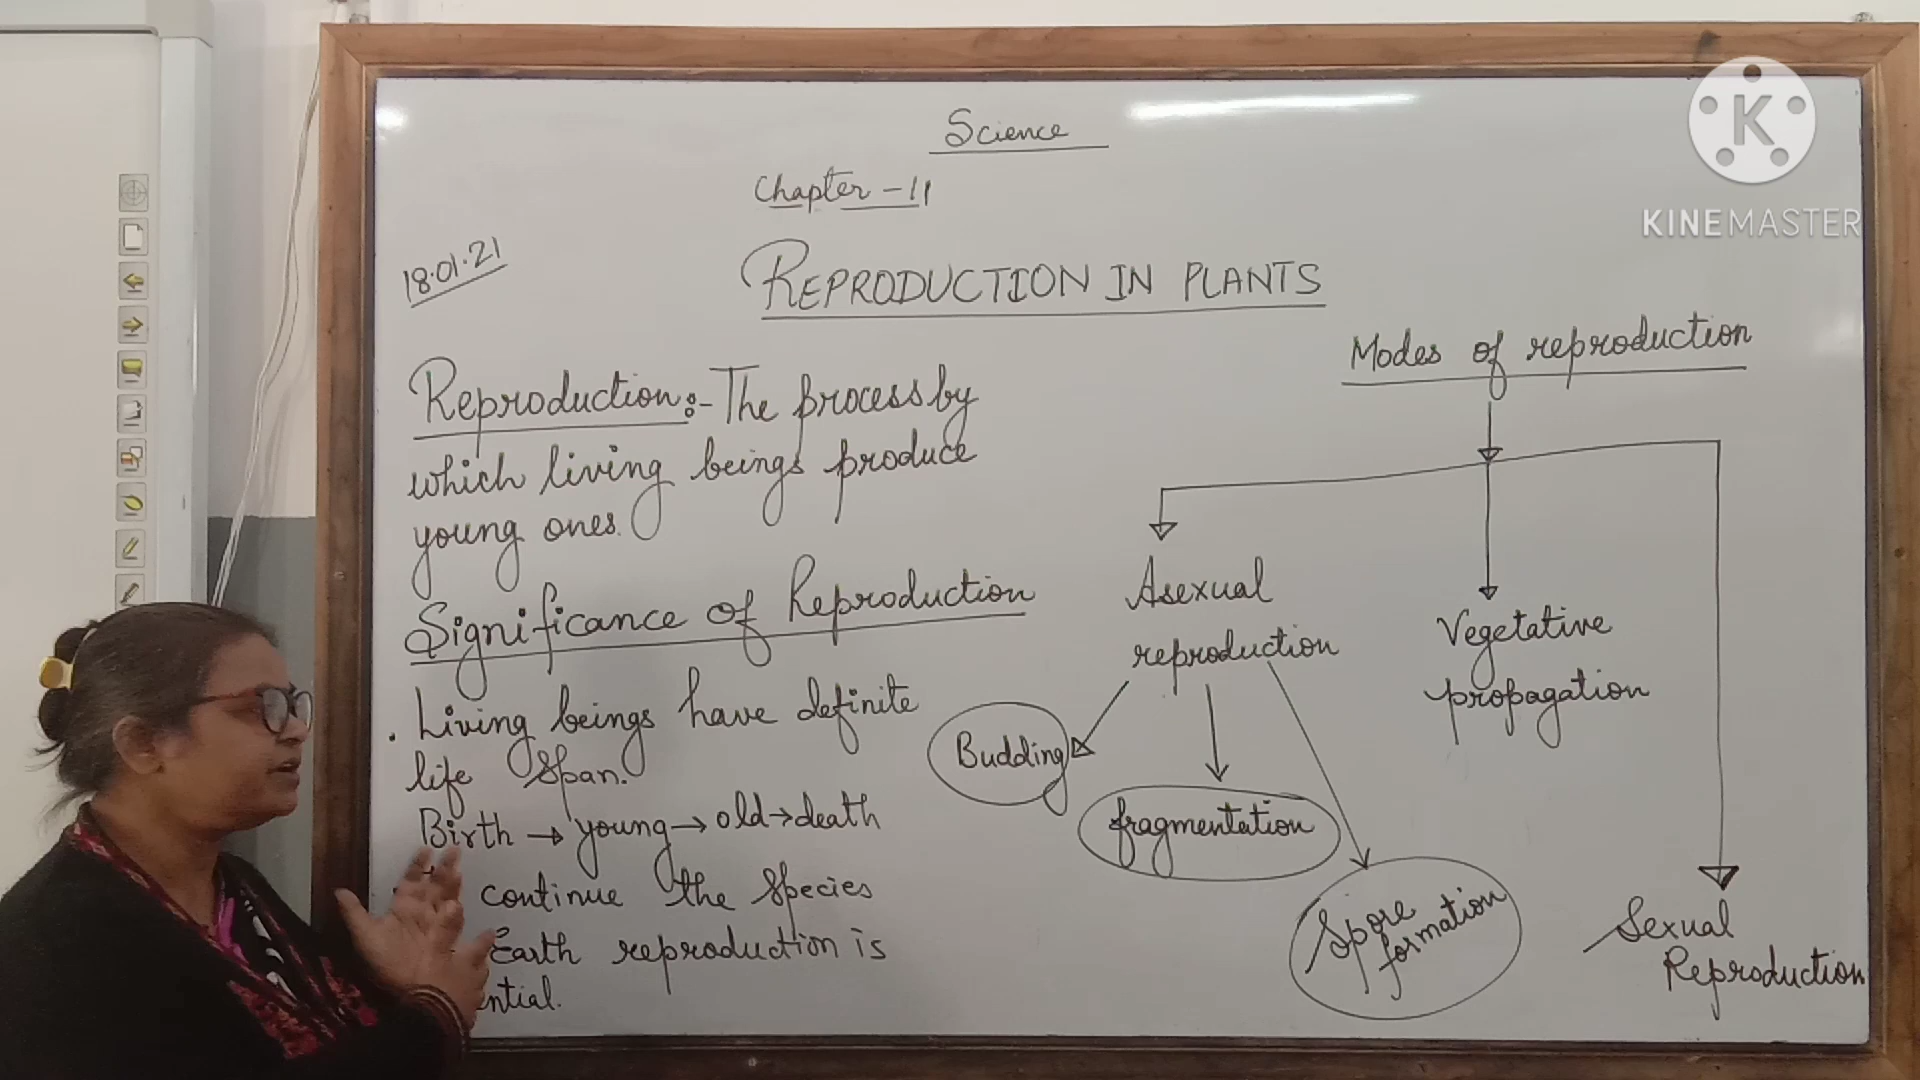 Science
Chapter-11
18.01.21
REPRODUCTION IN PLANTS
Reproduction:- The process by
which living beings produce
young ones.
Significance of Reproduction
. Living beings have definite
life span.
Birth → young → old → death
continue the species
Earth reproduction is
ential.
Modes of reproduction
Asexual
reproduction
Budding
fragmentation
Spore
formation
Vegetative
propagation
Sexual
Reproduction
K
KINEMASTER